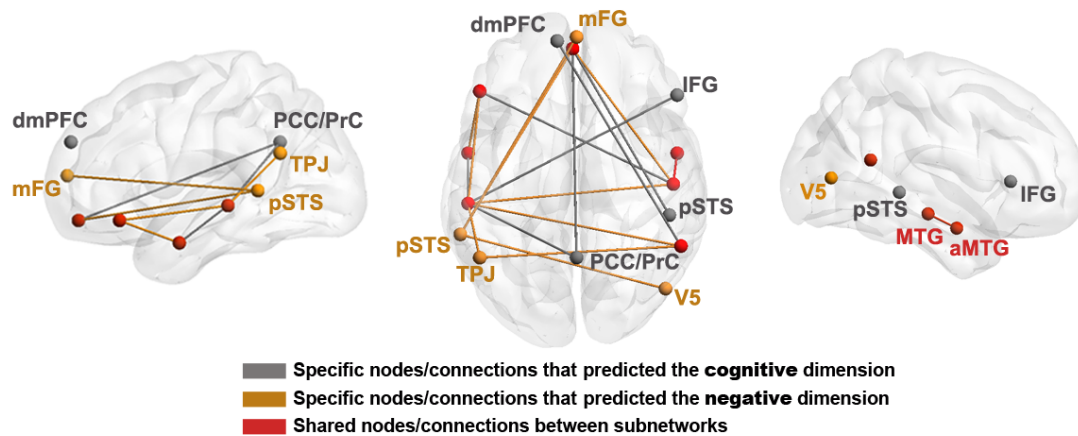 dmPFC
PCC/PrC
TPJ
mFG
pSTS
dmPFC
mFG
IFG
pSTS
pSTS
TPJ
PCC/PrC
V5
V5
pSTS
IFG
MTG
aMTG
Specific nodes/connections that predicted the cognitive dimension
Specific nodes/connections that predicted the negative dimension
Shared nodes/connections between subnetworks